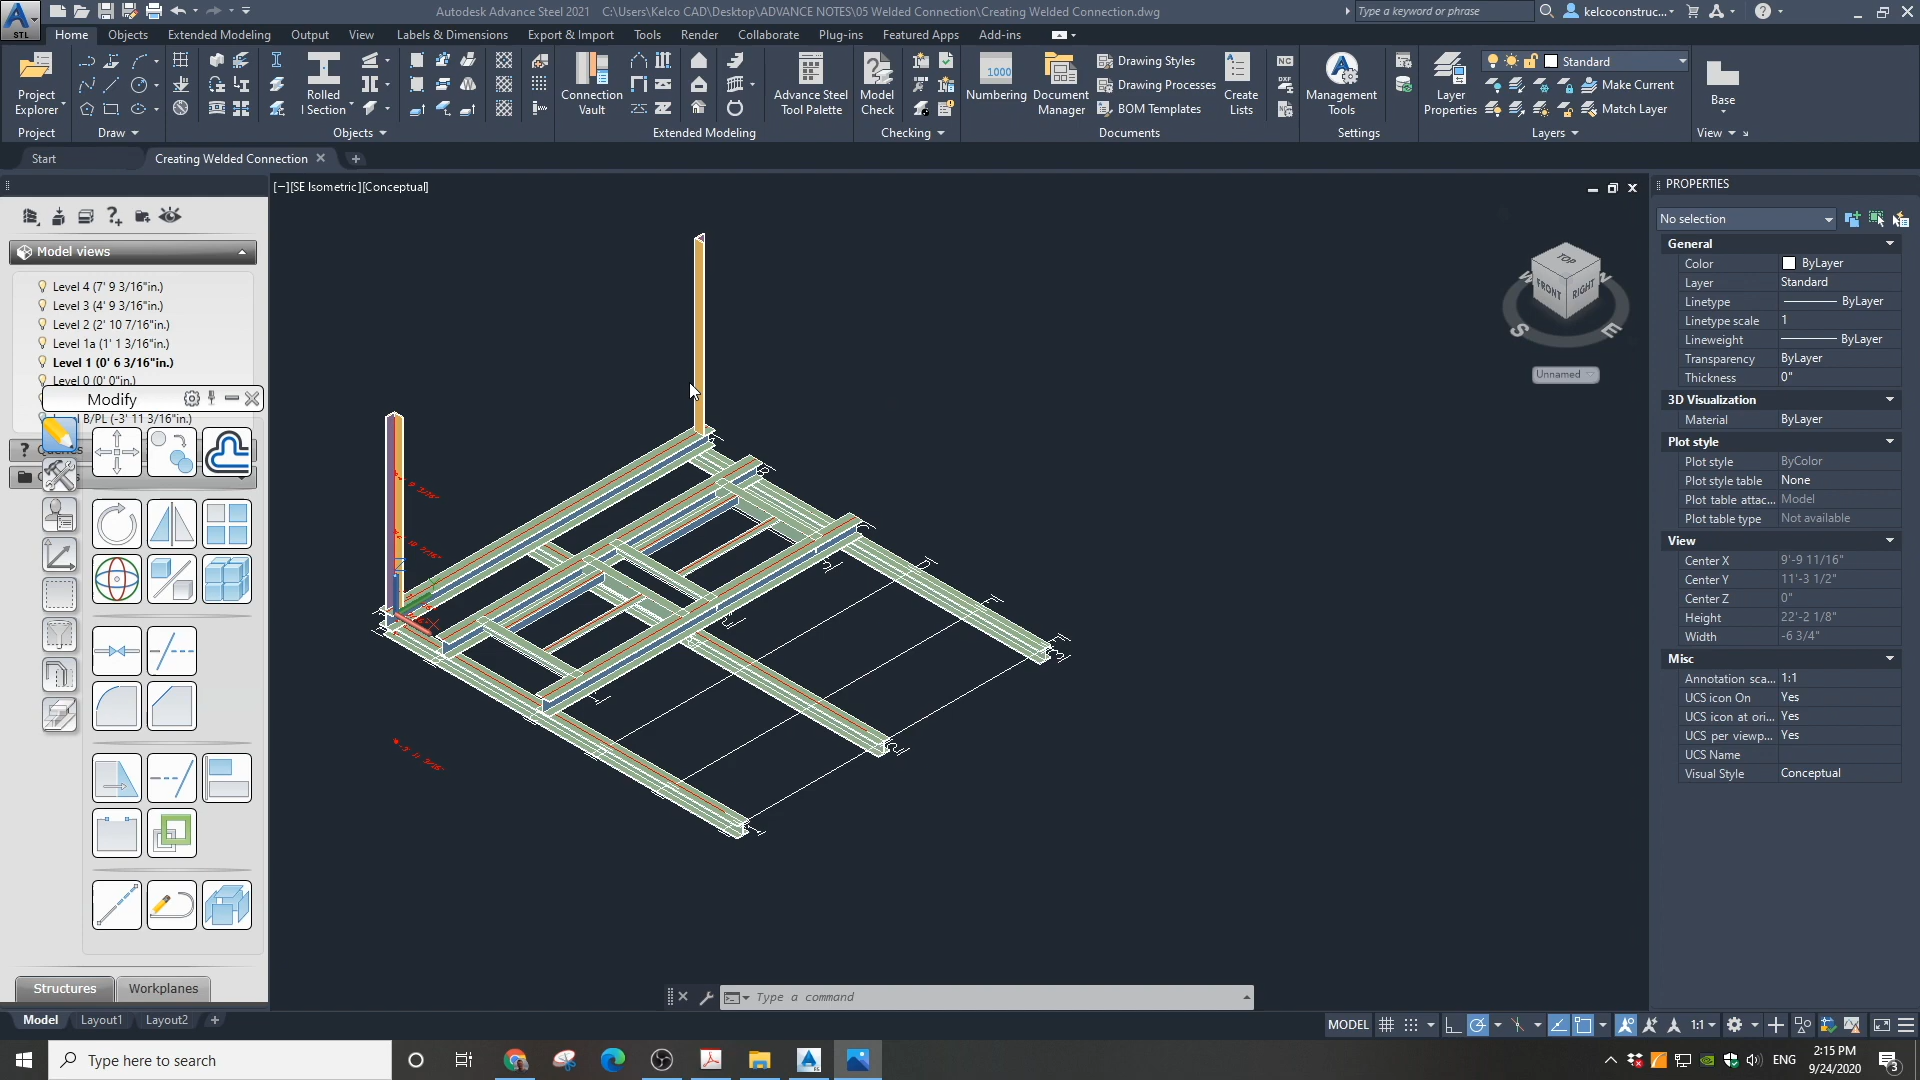 Autodesk Advance Steel 2021   C:\Users\Kelco CAD\Desktop\ADVANCE NOTES\05 Welded Connection\Creating Welded Connection.dwg
Type a keyword or phrase
kelcoconstruc...
STL
Home Objects Extended Modeling Output View Labels & Dimensions Export & Import Tools Render Collaborate Plug-ins Featured Apps Add-ins
Project Explorer
Rolled I Section
Connection Vault
Advance Steel Tool Palette
Model Check
1000
Numbering
Document Manager
Drawing Styles
Drawing Processes
BOM Templates
Create Lists
NC
DXF
Management Tools
Layer Properties
Standard
Make Current
Match Layer
Base
Project Draw Objects Extended Modeling Checking Documents Settings Layers View
Start
Creating Welded Connection
[−][SE Isometric][Conceptual]
Model views
Level 4 (7' 9 3/16"in.)
Level 3 (4' 9 3/16"in.)
Level 2 (2' 10 7/16"in.)
Level 1a (1' 1 3/16"in.)
Level 1 (0' 6 3/16"in.)
Level 0 (0' 0"in.)
Modify
B/PL (-3' 11 3/16"in.)
Structures
Workplanes
TOP
FRONT
RIGHT
W
N
S
E
Unnamed
PROPERTIES
No selection
General
Color ByLayer
Layer Standard
Linetype ByLayer
Linetype scale 1
Lineweight ByLayer
Transparency ByLayer
Thickness 0"
3D Visualization
Material ByLayer
Plot style
Plot style ByColor
Plot style table None
Plot table attac... Model
Plot table type Not available
View
Center X 9'-9 11/16"
Center Y 11'-3 1/2"
Center Z 0"
Height 22'-2 1/8"
Width -6 3/4"
Misc
Annotation sca... 1:1
UCS icon On Yes
UCS icon at ori... Yes
UCS per viewp... Yes
UCS Name
Visual Style Conceptual
Type a command
Model Layout1 Layout2
MODEL
1:1
Type here to search
ENG
2:15 PM
9/24/2020
3